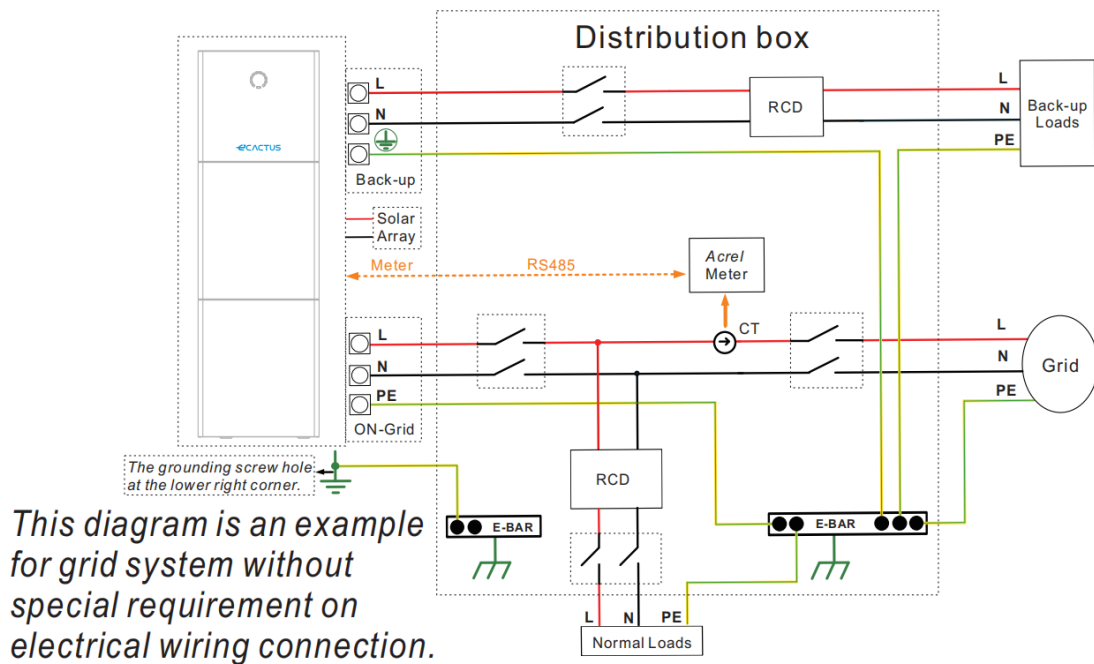 Distribution box
L
N
eCACTUS
Back-up
RCD
L
N
PE
Back-up
Loads
Solar
Array
Meter
RS485
Acrel
Meter
CT
L
N
PE
ON-Grid
L
N
PE
Grid
The grounding screw hole
at the lower right corner.
RCD
E-BAR
E-BAR
This diagram is an example
for grid system without
special requirement on
electrical wiring connection.
L
N
PE
Normal Loads